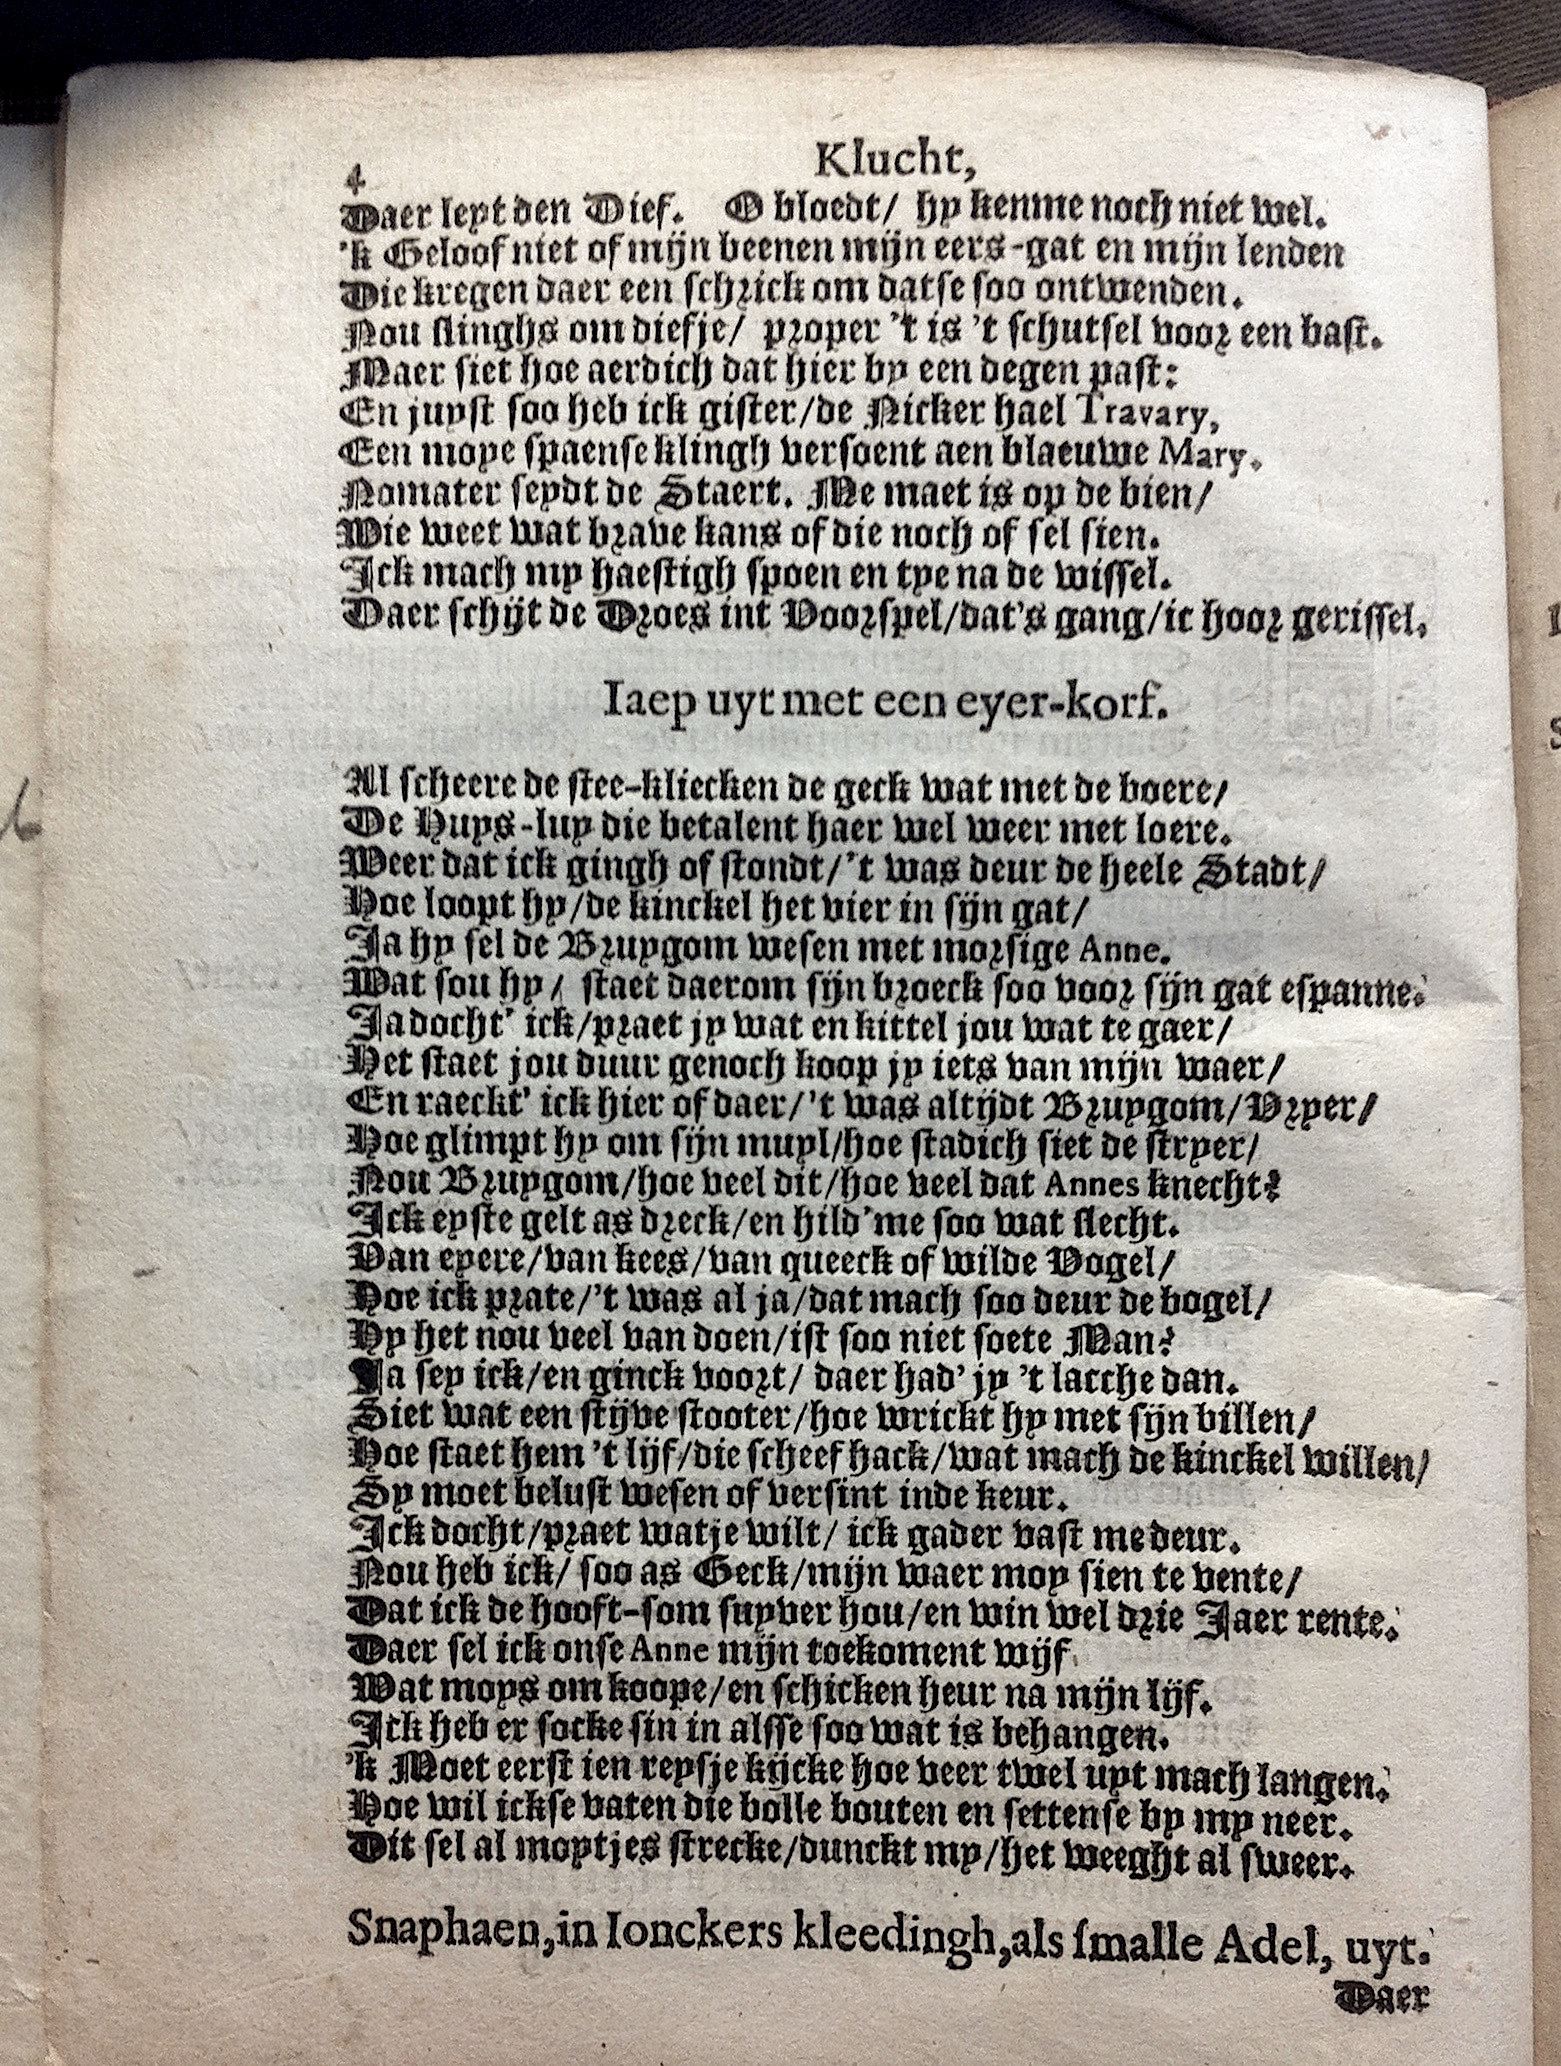 4
Klucht,
Daer leyt den Dief. O bloedt/ hy kenme noch niet wel.
'k Geloof niet of mijn beenen mijn eers-gat en mijn lenden
Die kregen daer een schrick om datse soo ontwenden.
Nou slinghs om diefje/ proper 't is 't schutsel voor een bast.
Maer siet hoe aerdich dat hier by een degen past:
En juyst soo heb ick gister/de Nicker hael Travary,
Een moye spaense klingh versoent aen blaeuwe Mary.
Nomater seydt de Staert. Me maet is op de bien/
Wie weet wat brave kans of die noch of sel sien.
Ick mach my haestigh spoen en tye na de wissel.
Daer schijt de Droes int Voorspel/dat's gang/ic hoor gerissel.
Iaep uyt met een eyer-korf.
Al scheere de stee-kliecken de geck wat met de boere/
De Huys-luy die betalent haer wel weer met loere.
Weer dat ick gingh of stondt/'t was deur de heele Stadt/
Hoe loopt hy/de kinckel het vier in sijn gat/
Ja hy sel de Bruygom wesen met morsige Anne.
Wat sou hy/ staet daerom sijn broeck soo voor sijn gat espanne.
Ja docht' ick/praet jy wat en kittel jou wat te gaer/
Het staet jou duur genoch koop jy iets van mijn waer/
En raeckt' ick hier of daer/'t was altijdt Bruygom/Vryer/
Hoe glimpt hy om sijn muyl/hoe stadich siet de stryer/
Nou Bruygom/hoe veel dit/hoe veel dat Annes knecht?
Ick eyste gelt as dreck/en hild' me soo wat slecht.
Van eyere/van kees/van queeck of wilde Vogel/
Hoe ick prate/'t was al ja/dat mach soo deur de bogel/
Hy het nou veel van doen/ist soo niet soete Man?
Ja sey ick/en ginck voort/ daer had' jy 't lacche dan.
Siet wat een stijve stooter/hoe wrickt hy met sijn billen/
Hoe staet hem 't lijf/die scheef hack/wat mach de kinckel willen/
Sy moet belust wesen of versint inde keur.
Ick docht/praet watje wilt/ ick gader vast me deur.
Nou heb ick/ soo as Geck/mijn waer moy sien te vente/
Dat ick de hooft-som suyver hou/en win wel drie Jaer rente.
Daer sel ick onse Anne mijn toekoment wijf
Wat moys om koope/en schicken heur na mijn lijf.
Ick heb er socke sin in alsse soo wat is behangen.
'k Moet eerst ien reysje kijcke hoe veer twel uyt mach langen.
Hoe wil ickse vaten die bolle bouten en settense by my neer.
Dit sel al moytjes strecke/dunckt my/het weeght al sweer.
Snaphaen, in Ionckers kleedingh, als smalle Adel, uyt.
Daer